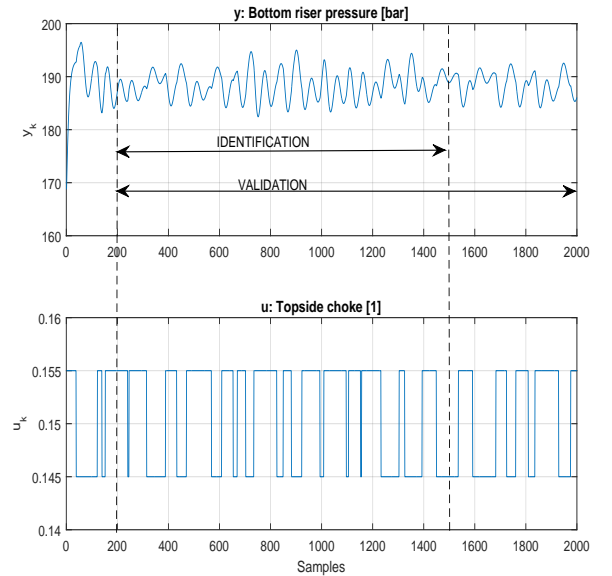 y: Bottom riser pressure [bar]
200
190
180
170
160
y_k
IDENTIFICATION
VALIDATION
0 200 400 600 800 1000 1200 1400 1600 1800 2000
u: Topside choke [1]
0.16
0.155
0.15
0.145
0.14
u_k
0 200 400 600 800 1000 1200 1400 1600 1800 2000
Samples